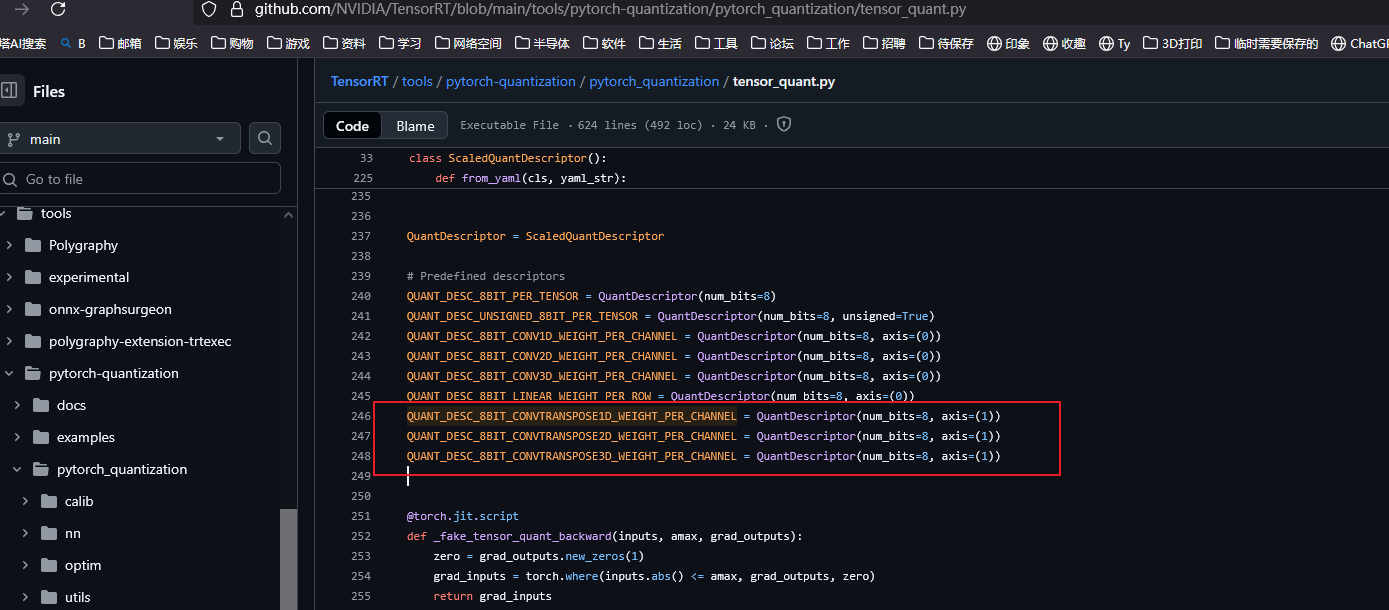 github.com/NVIDIA/TensorRT/blob/main/tools/pytorch-quantization/pytorch_quantization/tensor_quant.py
塔AI搜索 B 邮箱 娱乐 购物 游戏 资料 学习 网络空间 半导体 软件 生活 工具 论坛 工作 招聘 待保存 印象 收趣 Ty 3D打印 临时需要保存的
Files
main
Go to file
tools
Polygraphy
experimental
onnx-graphsurgeon
polygraphy-extension-trtexec
pytorch-quantization
docs
examples
pytorch_quantization
calib
nn
optim
utils
TensorRT / tools / pytorch-quantization / pytorch_quantization / tensor_quant.py
Code Blame Executable File · 624 lines (492 loc) · 24 KB ·
33 class ScaledQuantDescriptor():
225 def from_yaml(cls, yaml_str):
235
236
237 QuantDescriptor = ScaledQuantDescriptor
238
239 # Predefined descriptors
240 QUANT_DESC_8BIT_PER_TENSOR = QuantDescriptor(num_bits=8)
241 QUANT_DESC_UNSIGNED_8BIT_PER_TENSOR = QuantDescriptor(num_bits=8, unsigned=True)
242 QUANT_DESC_8BIT_CONV1D_WEIGHT_PER_CHANNEL = QuantDescriptor(num_bits=8, axis=(0))
243 QUANT_DESC_8BIT_CONV2D_WEIGHT_PER_CHANNEL = QuantDescriptor(num_bits=8, axis=(0))
244 QUANT_DESC_8BIT_CONV3D_WEIGHT_PER_CHANNEL = QuantDescriptor(num_bits=8, axis=(0))
245 QUANT_DESC_8BIT_LINEAR_WEIGHT_PER_ROW = QuantDescriptor(num_bits=8, axis=(0))
246 QUANT_DESC_8BIT_CONVTRANSPOSE1D_WEIGHT_PER_CHANNEL = QuantDescriptor(num_bits=8, axis=(1))
247 QUANT_DESC_8BIT_CONVTRANSPOSE2D_WEIGHT_PER_CHANNEL = QuantDescriptor(num_bits=8, axis=(1))
248 QUANT_DESC_8BIT_CONVTRANSPOSE3D_WEIGHT_PER_CHANNEL = QuantDescriptor(num_bits=8, axis=(1))
249
250
251 @torch.jit.script
252 def _fake_tensor_quant_backward(inputs, amax, grad_outputs):
253 zero = grad_outputs.new_zeros(1)
254 grad_inputs = torch.where(inputs.abs() <= amax, grad_outputs, zero)
255 return grad_inputs